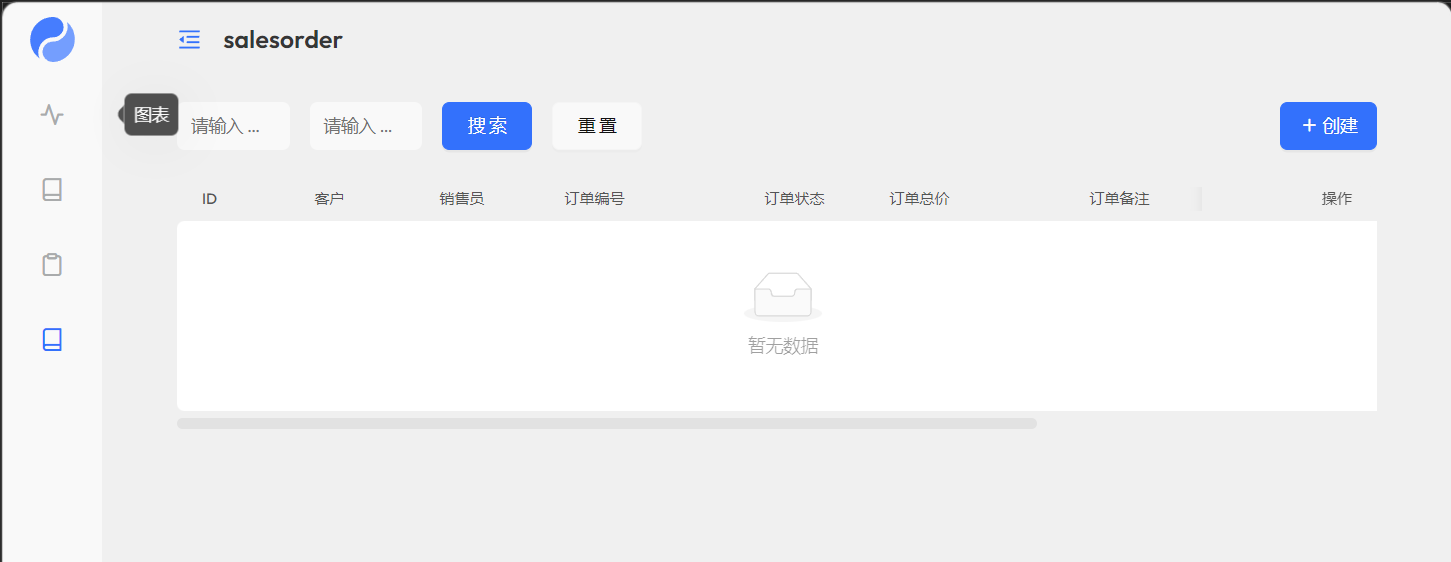 salesorder
图表
请输入 ...
请输入 ...
搜索
重置
+ 创建
ID 客户 销售员 订单编号 订单状态 订单总价 订单备注 操作
暂无数据